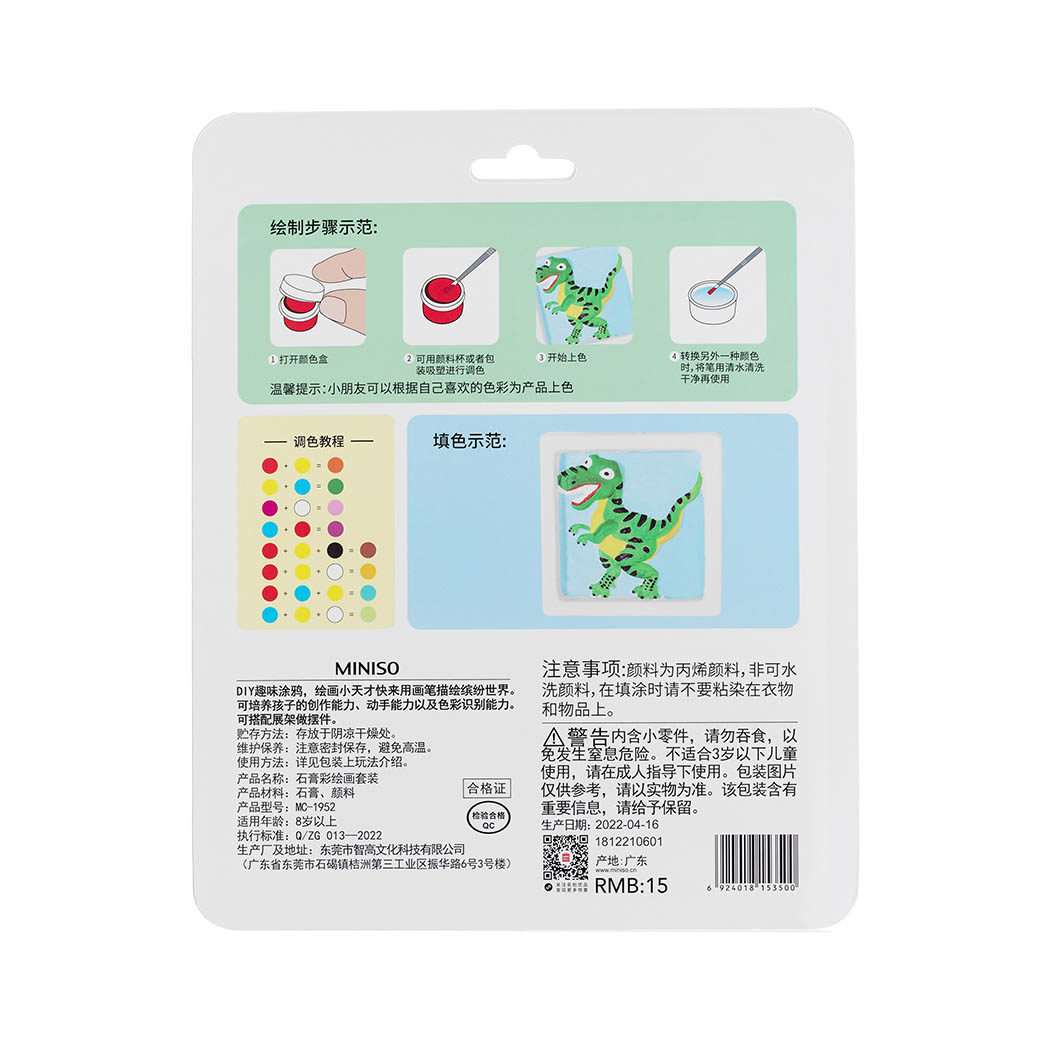 绘制步骤示范:
1 打开颜色盒
2 可用颜料杯或者包
装吸塑进行调色
3 开始上色
4 转换另外一种颜色
时,将笔用清水清洗
干净再使用
温馨提示:小朋友可以根据自己喜欢的色彩为产品上色
调色教程
+ =
+ =
+ =
+ =
+ + =
+ + =
+ + =
+ + =
填色示范:
MINISO
DIY趣味涂鸦，绘画小天才快来用画笔描绘缤纷世界。
可培养孩子的创作能力、动手能力以及色彩识别能力。
可搭配展架做摆件。
贮存方法：存放于阴凉干燥处。
维护保养：注意密封保存，避免高温。
使用方法：详见包装上玩法介绍。
产品名称：石膏彩绘画套装
产品材料：石膏、颜料
产品型号：MC-1952
适用年龄：8岁以上
执行标准：Q/ZG 013—2022
生产厂及地址：东莞市智高文化科技有限公司
（广东省东莞市石碣镇桔洲第三工业区振华路6号3号楼）
合格证
检验合格
QC
注意事项:颜料为丙烯颜料，非可水
洗颜料，在填涂时请不要粘染在衣物
和物品上。
警告内含小零件，请勿吞食，以
免发生窒息危险。不适合3岁以下儿童
使用，请在成人指导下使用。包装图片
仅供参考，请以实物为准。该包装含有
重要信息，请给予保留。
生产日期：2022-04-16
1812210601
产地:广东
www.miniso.cn
RMB:15
关注名创优品
发现更多惊喜
6 924018 153500